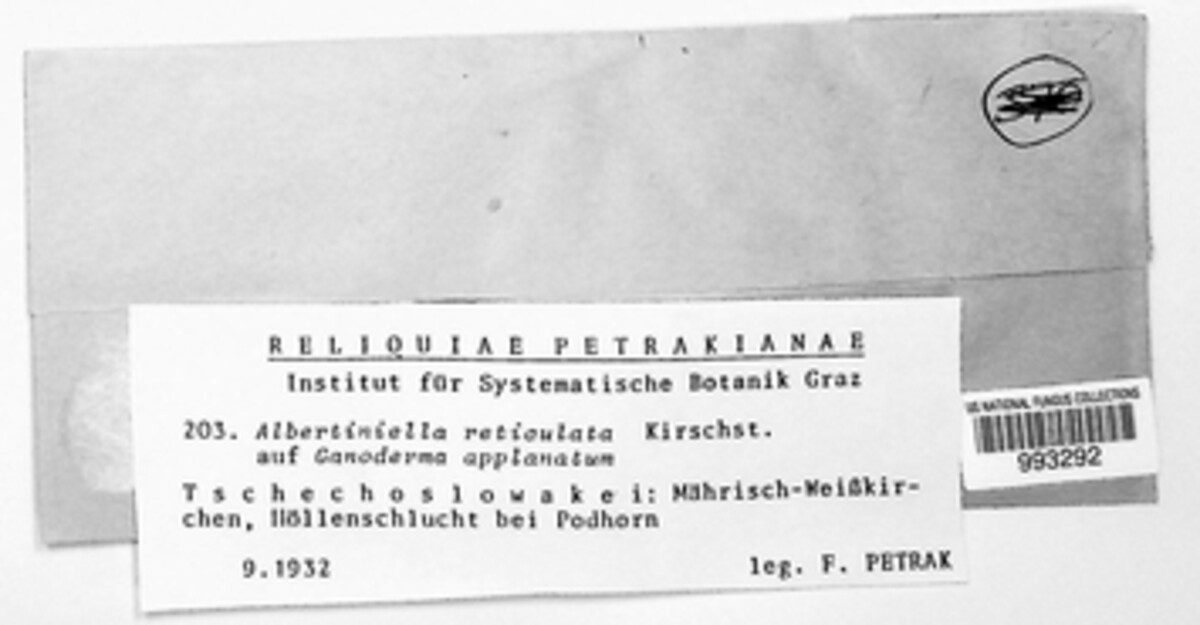 RELIQUIAE PETRAKIANAE
Institut für Systematische Botanik Graz
203. Albertiniella reticulata Kirschst.
auf Ganoderma applanatum
Tschechoslowakei: Mährisch-Weißkir-
chen, Höllenschlucht bei Podhorn
9.1932 leg. F. PETRAK
US NATIONAL FUNGUS COLLECTIONS
993292